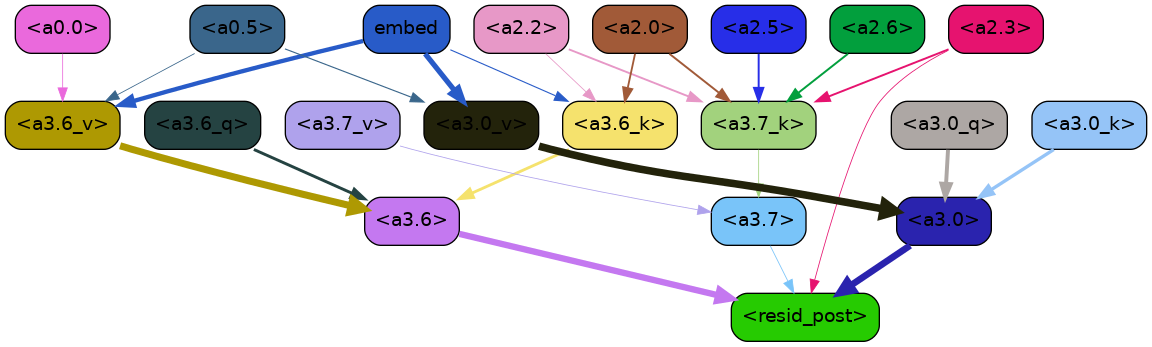 <a0.0> <a0.5> embed <a2.2> <a2.0> <a2.5> <a2.6> <a2.3>
<a3.6_v> <a3.6_q> <a3.7_v> <a3.0_v> <a3.6_k> <a3.7_k> <a3.0_q> <a3.0_k>
<a3.6> <a3.7> <a3.0>
<resid_post>